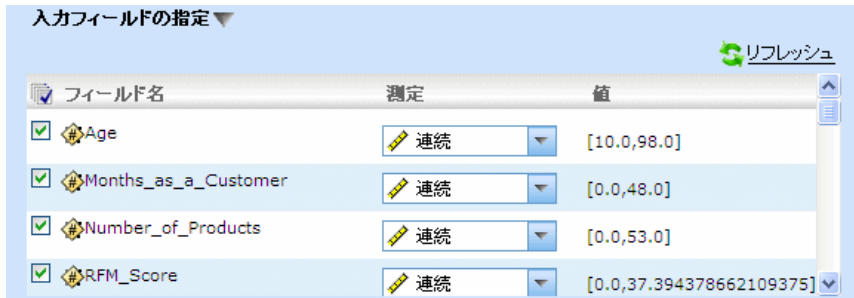 入力フィールドの指定
リフレッシュ
フィールド名 測定 値
Age 連続 [10.0,98.0]
Months_as_a_Customer 連続 [0.0,48.0]
Number_of_Products 連続 [0.0,53.0]
RFM_Score 連続 [0.0,37.394378662109375]